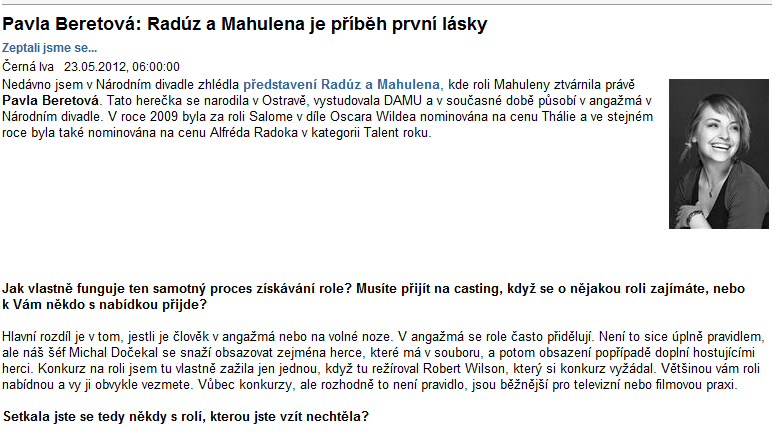 Pavla Beretová: Radúz a Mahulena je příběh první lásky
Zeptali jsme se...
Černá Iva 23.05.2012, 06:00:00
Nedávno jsem v Národním divadle zhlédla představení Radúz a Mahulena, kde roli Mahuleny ztvárnila právě
Pavla Beretová. Tato herečka se narodila v Ostravě, vystudovala DAMU a v současné době působí v angažmá v
Národním divadle. V roce 2009 byla za roli Salome v díle Oscara Wildea nominována na cenu Thálie a ve stejném
roce byla také nominována na cenu Alfréda Radoka v kategorii Talent roku.
Jak vlastně funguje ten samotný proces získávání role? Musíte přijít na casting, když se o nějakou roli zajímáte, nebo
k Vám někdo s nabídkou přijde?
Hlavní rozdíl je v tom, jestli je člověk v angažmá nebo na volné noze. V angažmá se role často přidělují. Není to sice úplně pravidlem,
ale náš šéf Michal Dočekal se snaží obsazovat zejména herce, které má v souboru, a potom obsazení popřípadě doplní hostujícími
herci. Konkurz na roli jsem tu vlastně zažila jen jednou, když tu režíroval Robert Wilson, který si konkurz vyžádal. Většinou vám roli
nabídnou a vy ji obvykle vezmete. Vůbec konkurzy, ale rozhodně to není pravidlo, jsou běžnější pro televizní nebo filmovou praxi.
Setkala jste se tedy někdy s rolí, kterou jste vzít nechtěla?